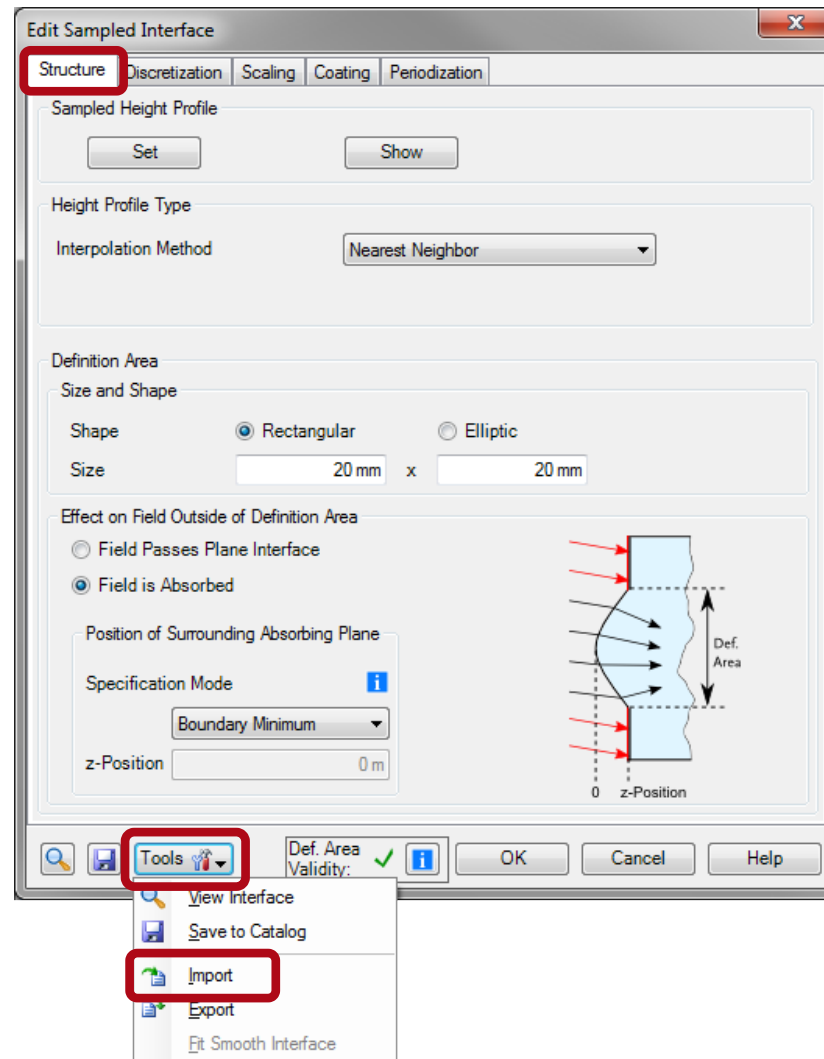 Edit Sampled Interface
Structure Discretization Scaling Coating Periodization
Sampled Height Profile
Set Show
Height Profile Type
Interpolation Method Nearest Neighbor
Definition Area
Size and Shape
Shape Rectangular Elliptic
Size 20 mm x 20 mm
Effect on Field Outside of Definition Area
Field Passes Plane Interface
Field is Absorbed
Position of Surrounding Absorbing Plane
Specification Mode i
Boundary Minimum
z-Position 0 m
Def.
Area
0 z-Position
Tools Def. Area
Validity: i OK Cancel Help
View Interface
Save to Catalog
Import
Export
Fit Smooth Interface